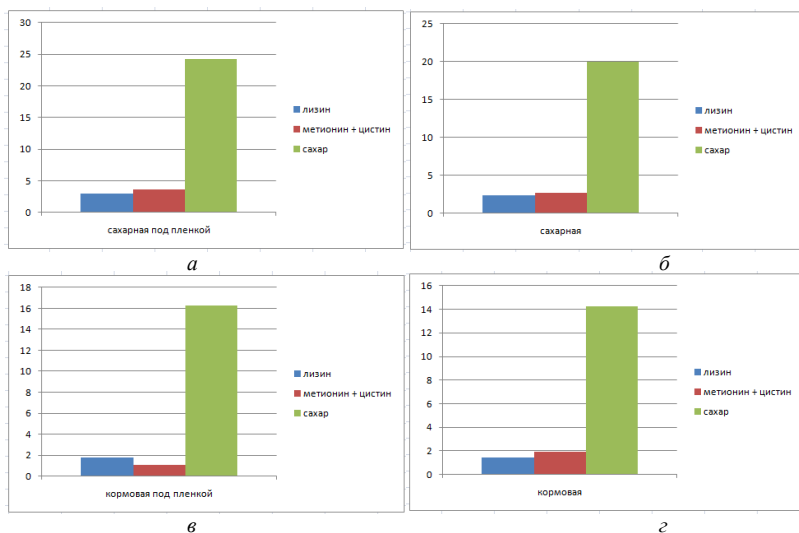 30
25
20
15
10
5
0
лизин
метионин + цистин
сахар
сахарная под пленкой
а
25
20
15
10
5
0
лизин
метионин + цистин
сахар
сахарная
б
18
16
14
12
10
8
6
4
2
0
лизин
метионин + цистин
сахар
кормовая под пленкой
в
16
14
12
10
8
6
4
2
0
лизин
метионин + цистин
сахар
кормовая
г